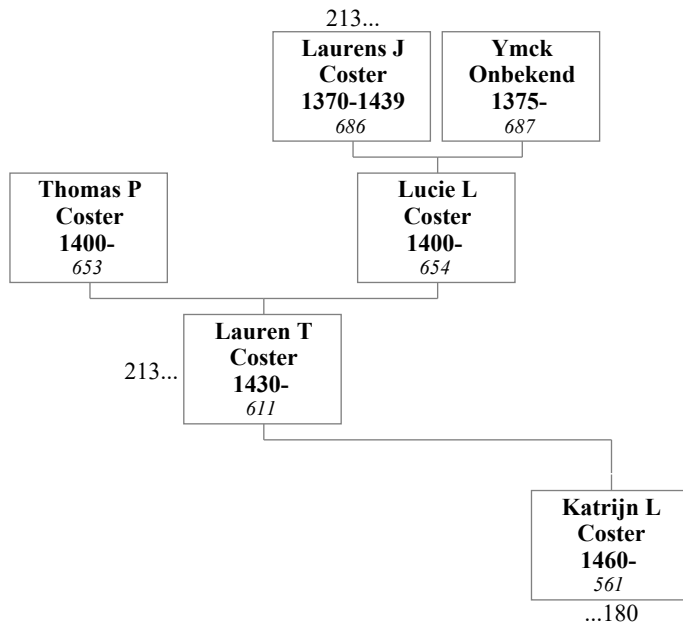 213...
Laurens J
Coster
1370-1439
686
Ymck
Onbekend
1375-
687
Thomas P
Coster
1400-
653
Lucie L
Coster
1400-
654
213...
Lauren T
Coster
1430-
611
Katrijn L
Coster
1460-
561
...180